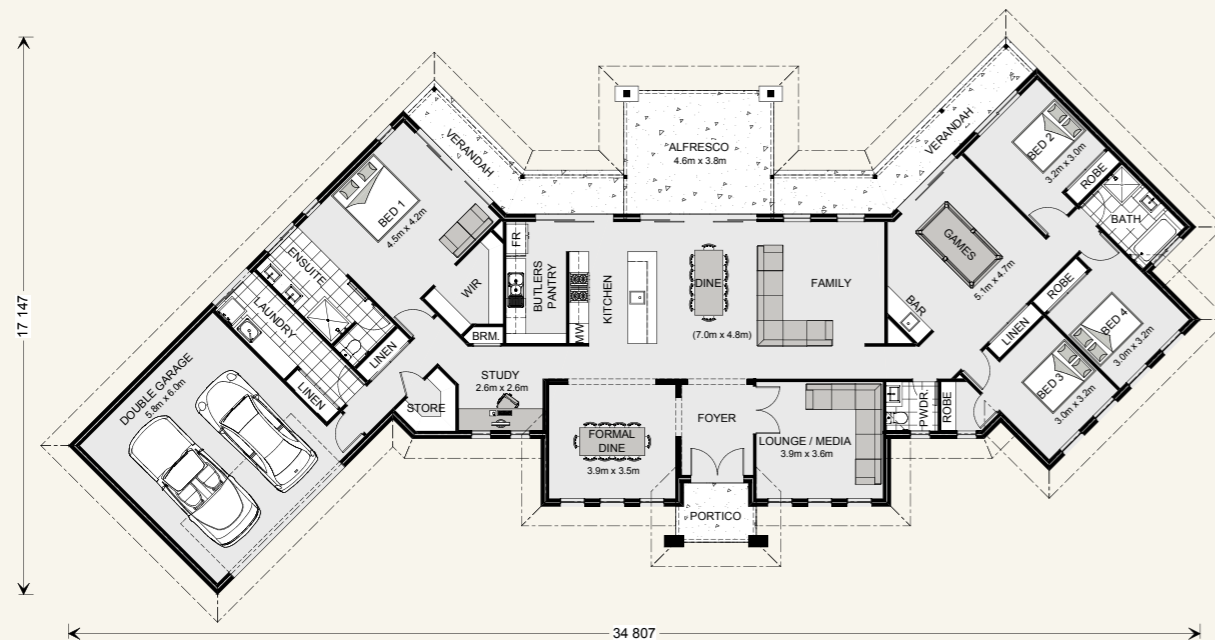 17 147
34 807
VERANDAH
ALFRESCO
4.6m x 3.8m
VERANDAH
BED 2
3.2m x 3.0m
ROBE
BATH
BED 1
4.5m x 4.2m
ENSUITE
LAUNDRY
WIR
BRM.
LINEN
LINEN
DOUBLE GARAGE
5.8m x 6.0m
STORE
STUDY
2.6m x 2.6m
FR
BUTLERS
PANTRY
MW
KITCHEN
DINE
(7.0m x 4.8m)
FAMILY
GAMES
5.1m x 4.7m
BAR
ROBE
LINEN
BED 4
3.0m x 3.2m
BED 3
3.0m x 3.2m
FORMAL
DINE
3.9m x 3.5m
FOYER
LOUNGE / MEDIA
3.9m x 3.6m
PWDR.
ROBE
PORTICO